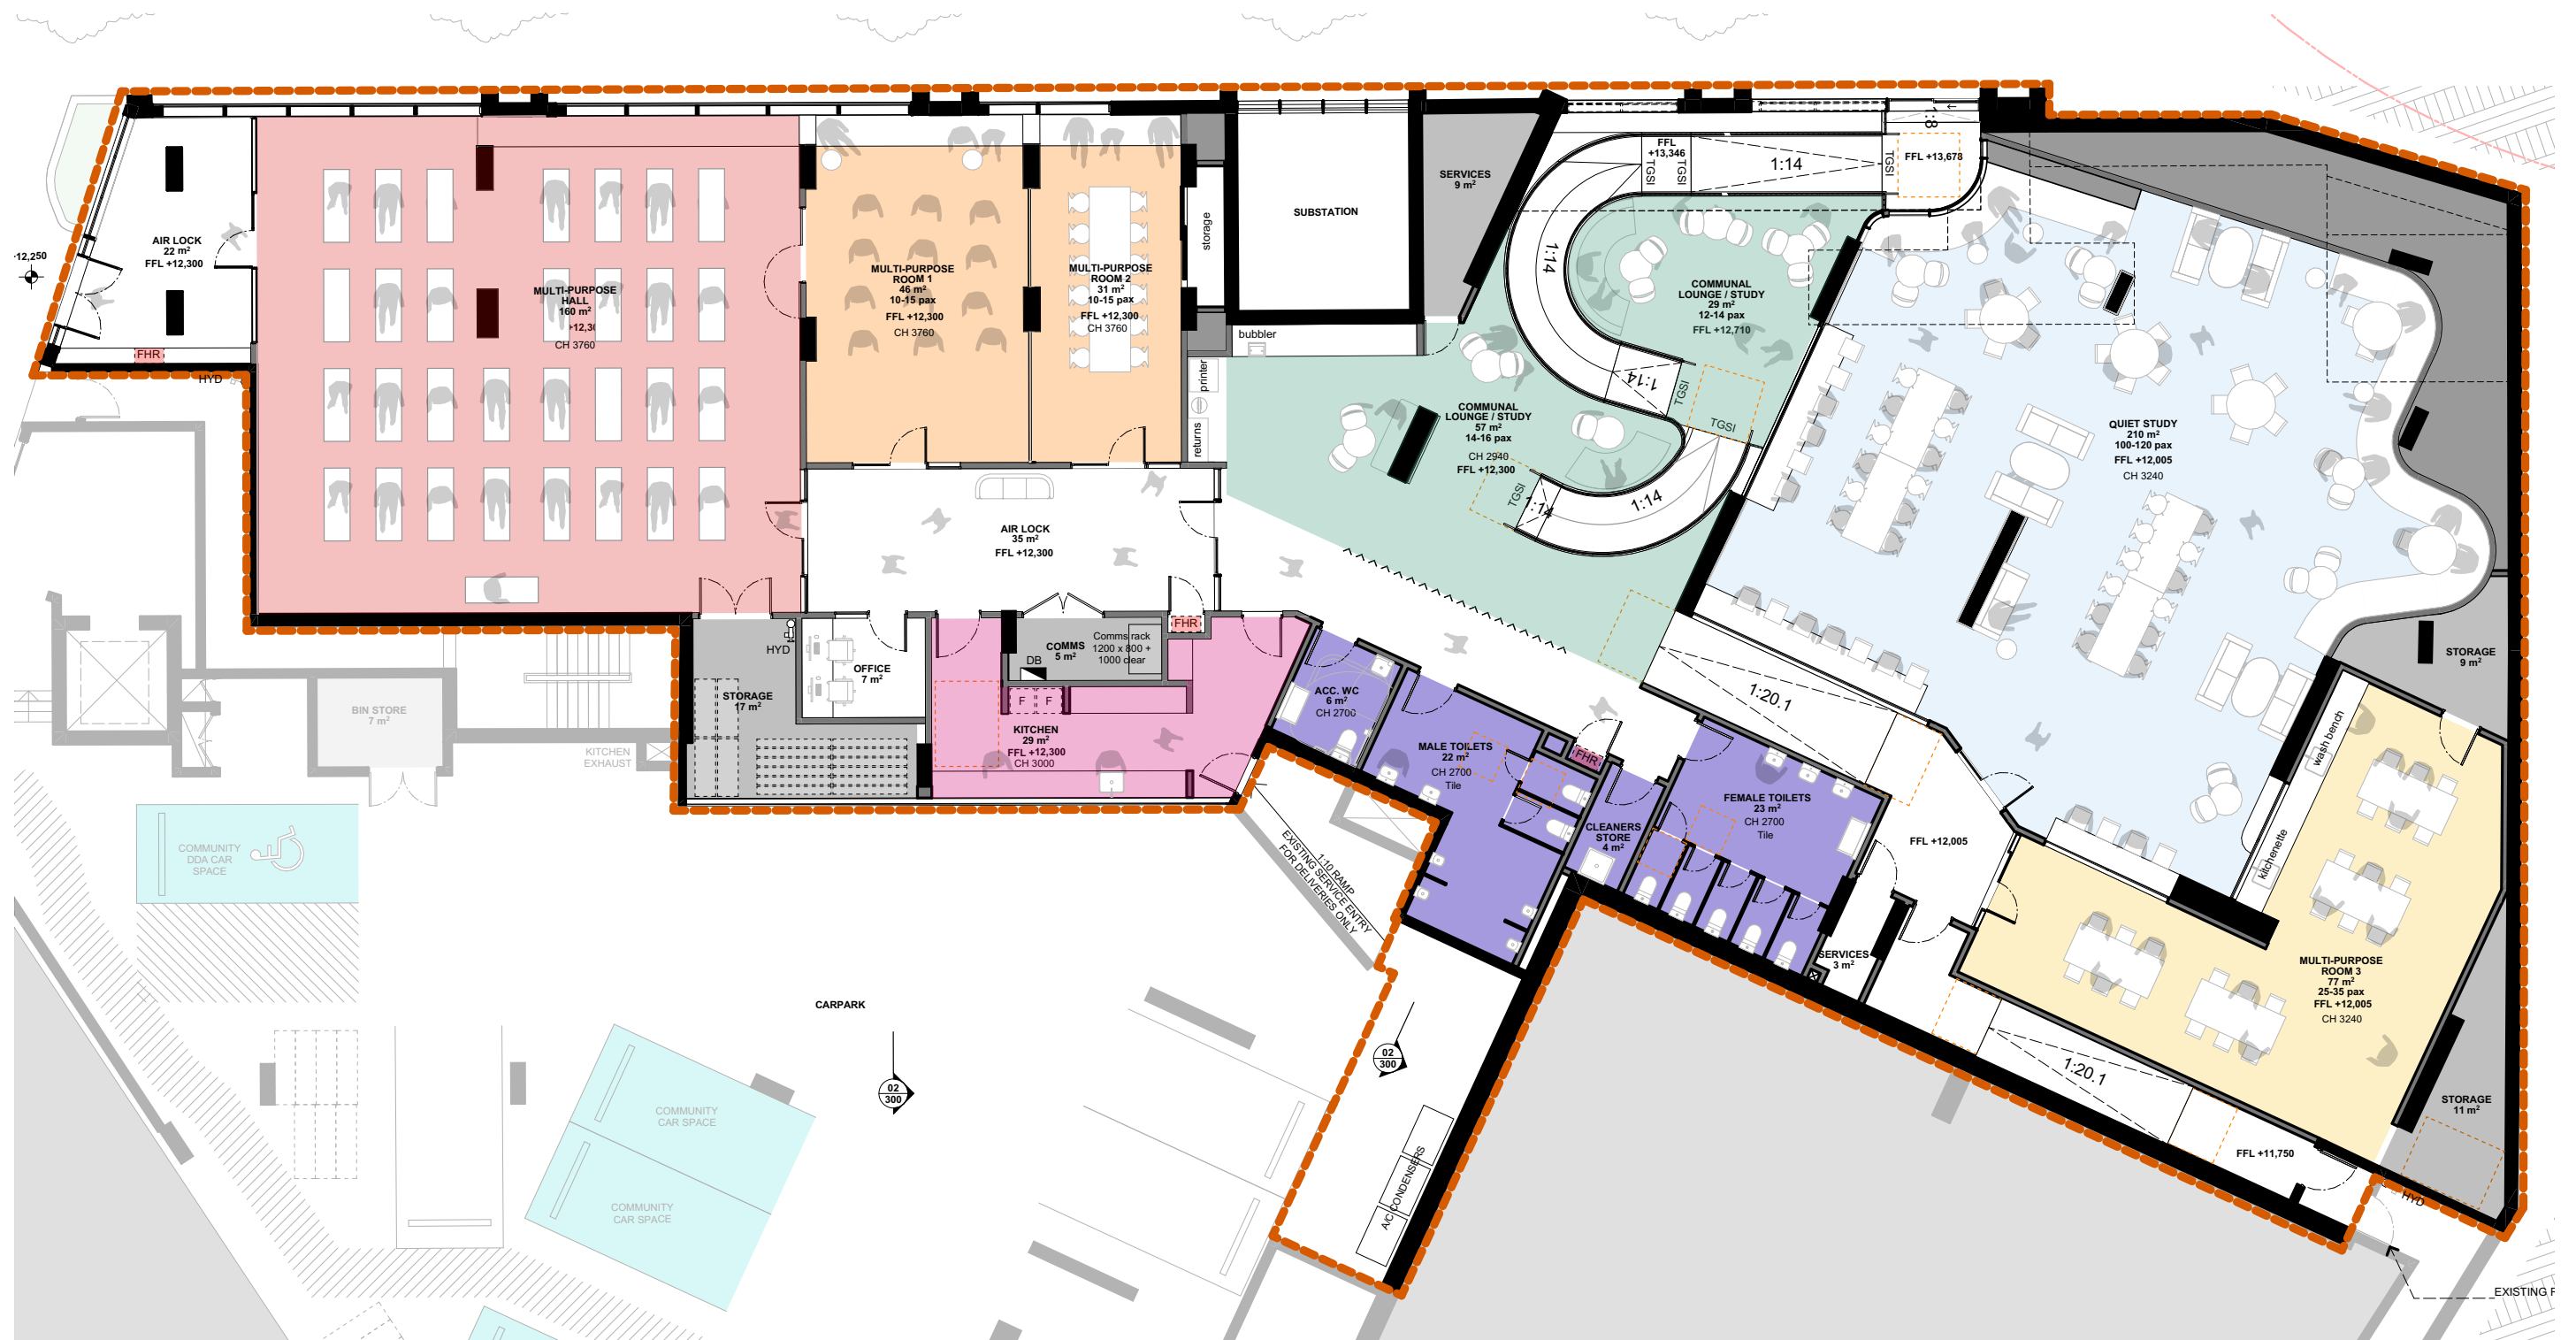 12,250
AIR LOCK
22 m²
FFL +12,300
FHR
HYD
MULTI-PURPOSE
HALL
160 m²
+12,30
CH 3760
MULTI-PURPOSE
ROOM 1
46 m²
10-15 pax
FFL +12,300
CH 3760
MULTI-PURPOSE
ROOM 2
31 m²
10-15 pax
FFL +12,300
CH 3760
storage
SUBSTATION
bubbler
printer
returns
SERVICES
9 m²
FFL
+13,346
TGSI
TGSI
1:14
TGSI
1:8
FFL +13,673
1:14
COMMUNAL
LOUNGE / STUDY
29 m²
12-14 pax
FFL +12,710
1:14
TGSI
TGSI
COMMUNAL
LOUNGE / STUDY
57 m²
14-16 pax
CH 2940
FFL +12,300
TGSI
1:14
1:14
QUIET STUDY
210 m²
100-120 pax
FFL +12,005
CH 3240
AIR LOCK
35 m²
FFL +12,300
FHR
HYD
OFFICE
7 m²
COMMS
5 m²
Comms rack
1200 x 800 +
1000 clear
DB
STORAGE
17 m²
F
F
KITCHEN
29 m²
FFL +12,300
CH 3000
BIN STORE
7 m²
KITCHEN
EXHAUST
ACC. WC
6 m²
CH 2700
MALE TOILETS
22 m²
CH 2700
Tile
FHR
CLEANERS
STORE
4 m²
FEMALE TOILETS
23 m²
CH 2700
Tile
1:20.1
FFL +12,005
SERVICES
3 m²
STORAGE
9 m²
wash bench
kitchenette
MULTI-PURPOSE
ROOM 3
77 m²
25-35 pax
FFL +12,005
CH 3240
1:20.1
STORAGE
11 m²
FFL +11,750
HYD
EXISTING F
1:10 RAMP
EXISTING SERVICE ENTRY
FOR DELIVERIES ONLY
COMMUNITY
DDA CAR
SPACE
CARPARK
02
300
02
300
COMMUNITY
CAR SPACE
COMMUNITY
CAR SPACE
A/C CONDENSERS